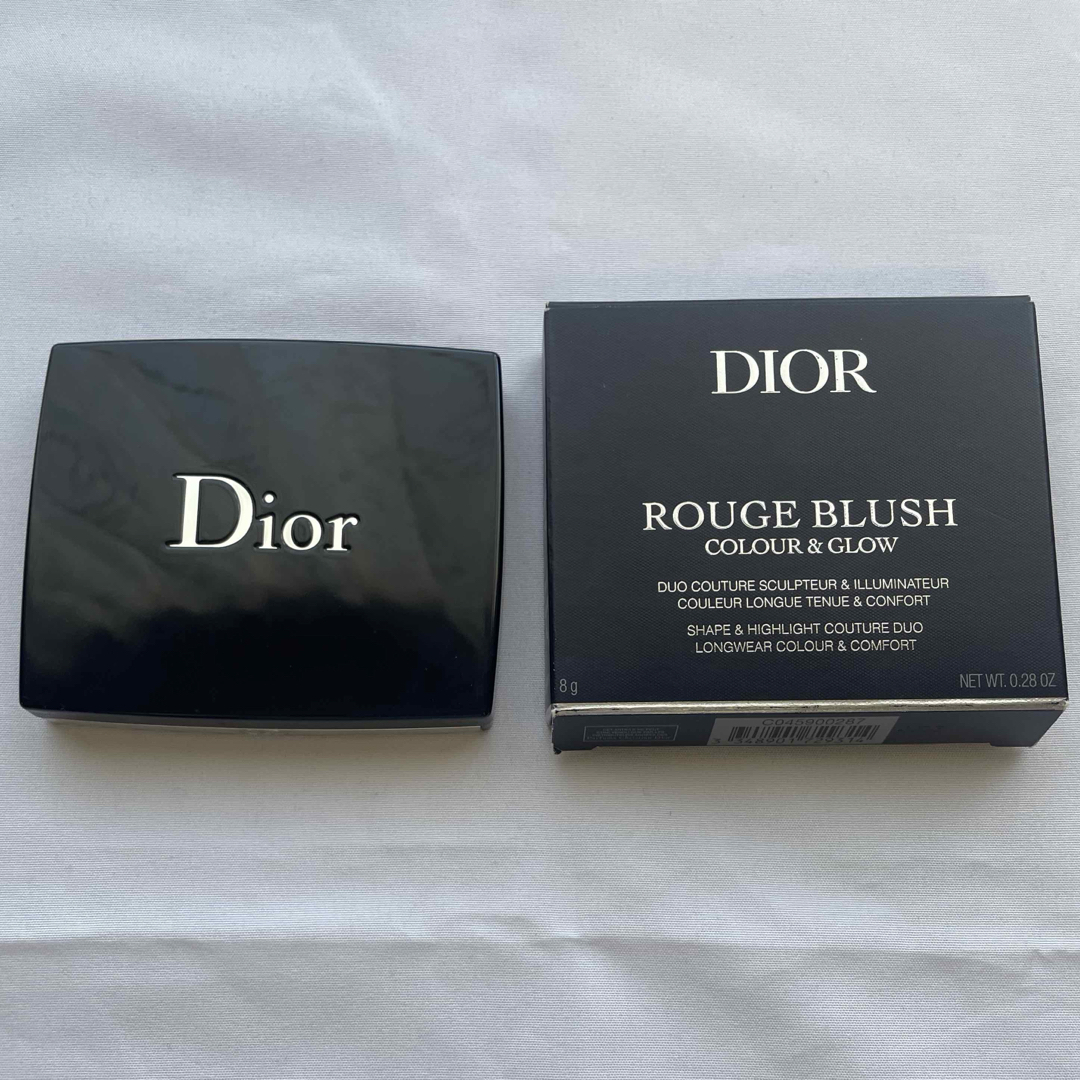 Dior
DIOR
ROUGE BLUSH
COLOUR & GLOW
DUO COUTURE SCULPTEUR & ILLUMINATEUR
COULEUR LONGUE TENUE & CONFORT
SHAPE & HIGHLIGHT COUTURE DUO
LONGWEAR COLOUR & COMFORT
8 g
NET WT. 0.28 OZ
C045900287